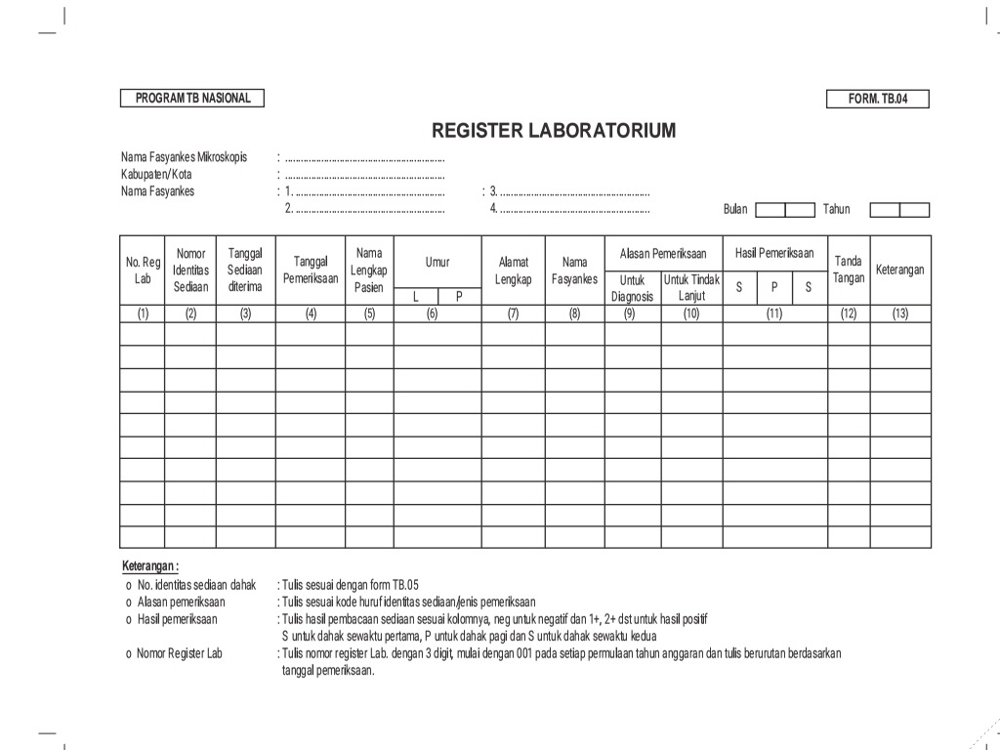 PROGRAM TB NASIONAL
FORM. TB.04
REGISTER LABORATORIUM
Nama Fasyankes Mikroskopis : ..............................................................
Kabupaten/Kota : ..............................................................
Nama Fasyankes : 1. .......................................................... : 3. ..........................................................
2. .......................................................... 4. ..........................................................
Bulan Tahun
No. Reg Lab
Nomor Identitas Sediaan
Tanggal Sediaan diterima
Tanggal Pemeriksaan
Nama Lengkap Pasien
Umur
L P
Alamat Lengkap
Nama Fasyankes
Alasan Pemeriksaan
Untuk Diagnosis
Untuk Tindak Lanjut
Hasil Pemeriksaan
S P S
Tanda Tangan
Keterangan
(1) (2) (3) (4) (5) (6) (7) (8) (9) (10) (11) (12) (13)
Keterangan :
o No. identitas sediaan dahak : Tulis sesuai dengan form TB.05
o Alasan pemeriksaan : Tulis sesuai kode huruf identitas sediaan/jenis pemeriksaan
o Hasil pemeriksaan : Tulis hasil pembacaan sediaan sesuai kolomnya, neg untuk negatif dan 1+, 2+ dst untuk hasil positif
S untuk dahak sewaktu pertama, P untuk dahak pagi dan S untuk dahak sewaktu kedua
o Nomor Register Lab : Tulis nomor register Lab. dengan 3 digit, mulai dengan 001 pada setiap permulaan tahun anggaran dan tulis berurutan berdasarkan
tanggal pemeriksaan.